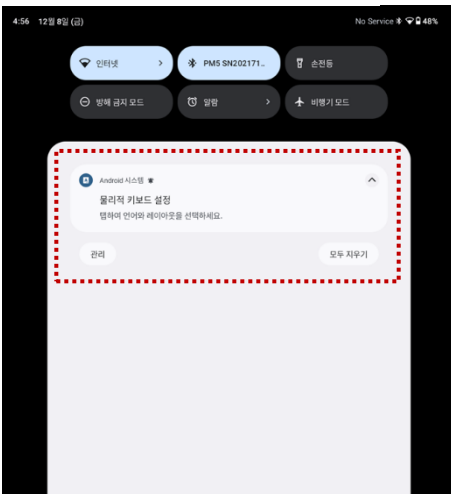 4:56 12월 8일 (금) No Service 48%
인터넷 PM5 SN202171.. 손전등
방해 금지 모드 알람 비행기 모드
Android 시스템
물리적 키보드 설정
탭하여 언어와 레이아웃을 선택하세요.
관리 모두 지우기